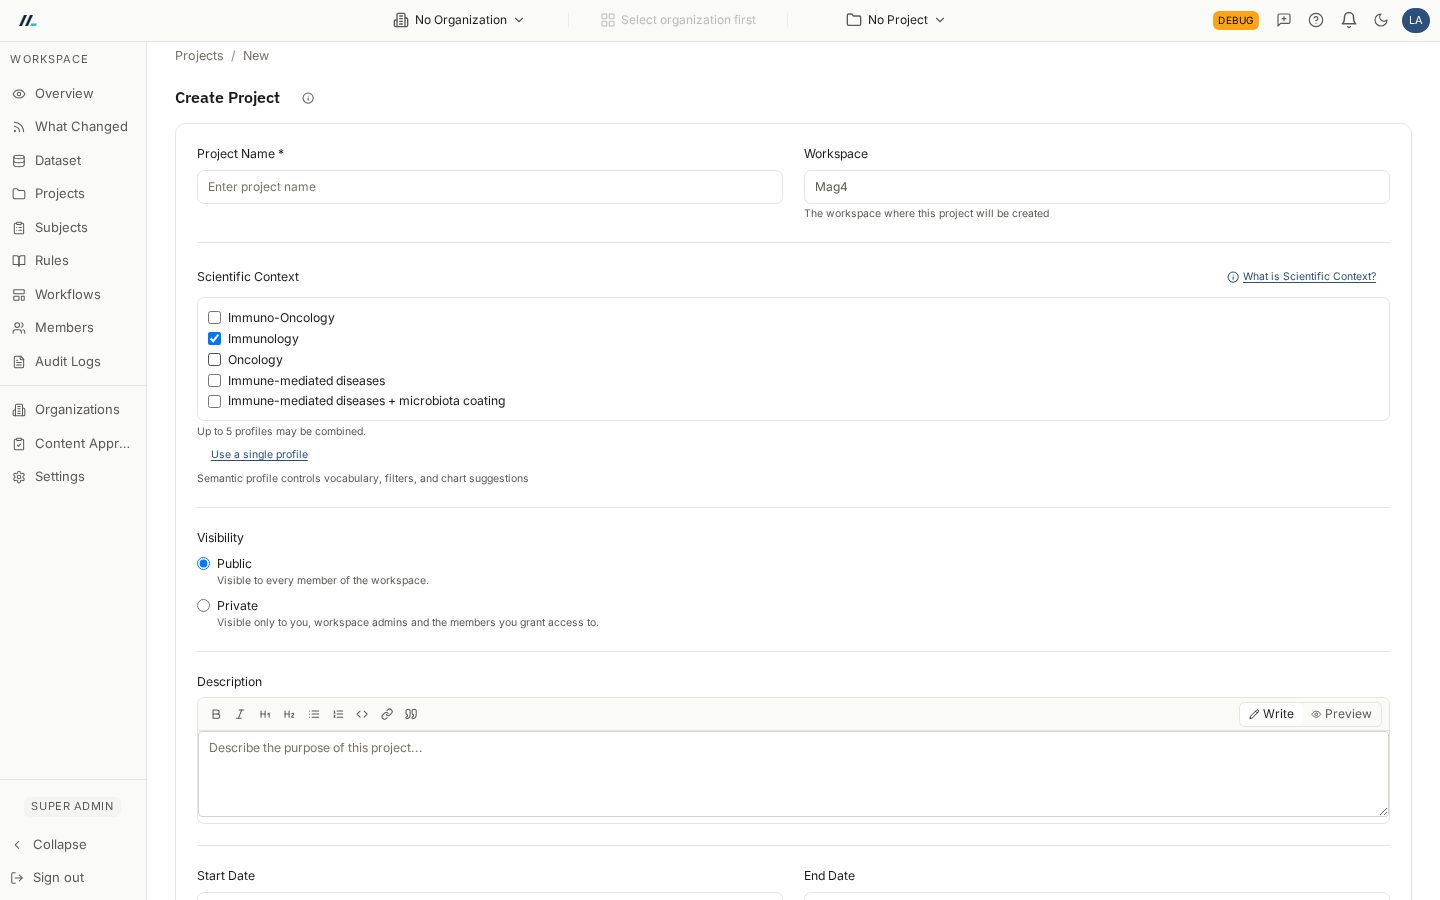 No Organization
Select organization first
No Project
DEBUG
LA
WORKSPACE
Overview
What Changed
Dataset
Projects
Subjects
Rules
Workflows
Members
Audit Logs
Organizations
Content Appr...
Settings
SUPER ADMIN
Collapse
Sign out
Projects / New
Create Project
Project Name *
Enter project name
Workspace
Mag4
The workspace where this project will be created
Scientific Context
What is Scientific Context?
Immuno-Oncology
Immunology
Oncology
Immune-mediated diseases
Immune-mediated diseases + microbiota coating
Up to 5 profiles may be combined.
Use a single profile
Semantic profile controls vocabulary, filters, and chart suggestions
Visibility
Public
Visible to every member of the workspace.
Private
Visible only to you, workspace admins and the members you grant access to.
Description
H1 H2
Write
Preview
Describe the purpose of this project...
Start Date
End Date